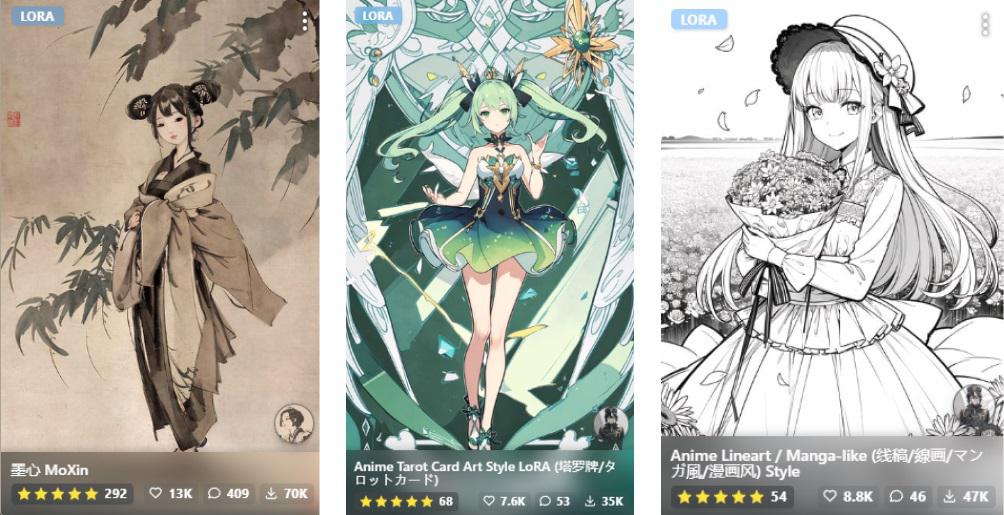 LORA
墨心 MoXin
292
13K
409
70K
LORA
Anime Tarot Card Art Style LoRA (塔罗牌/タ
ロットカード)
68
7.6K
53
35K
LORA
Anime Lineart / Manga-like (线稿/線画/マン
ガ風/漫画风) Style
54
8.8K
46
47K